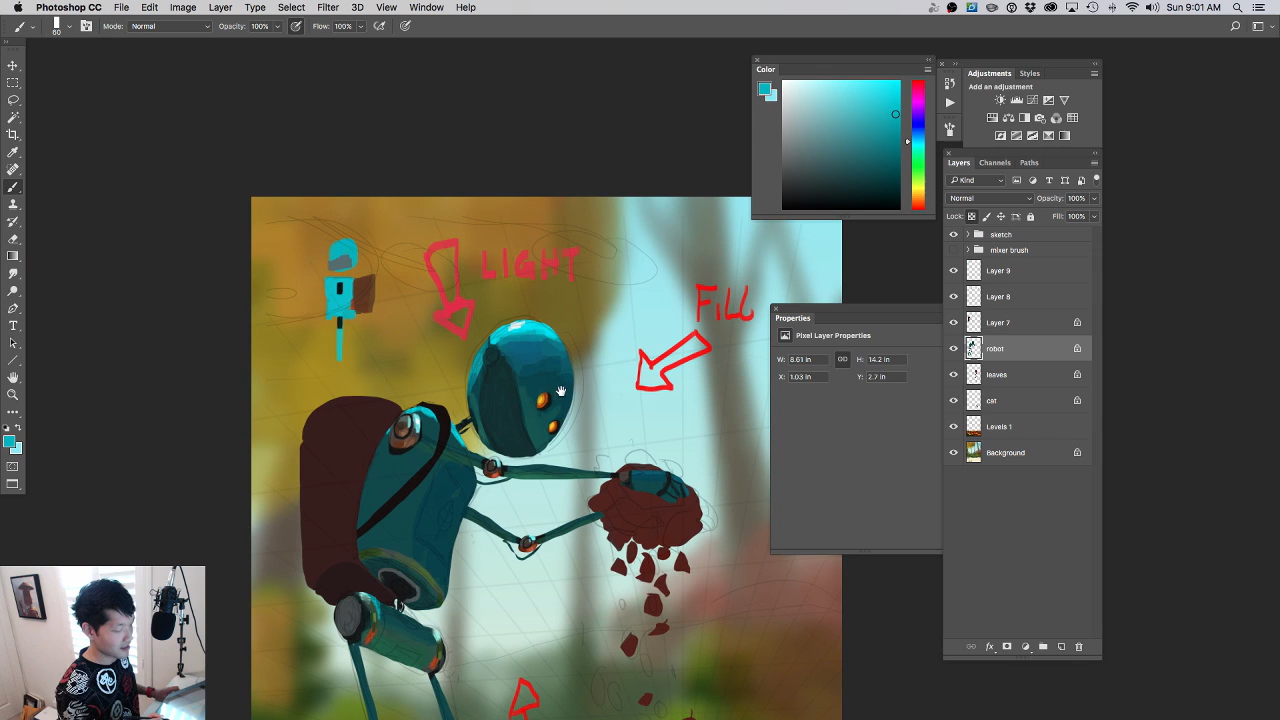 Photoshop CC File Edit Image Layer Type Select Filter 3D View Window Help Sun 9:01 AM
60 Mode: Normal Opacity: 100% Flow: 100%
Color
Adjustments Styles
Add an adjustment
Layers Channels Paths
Kind
Normal Opacity: 100%
Lock: Fill: 100%
sketch
mixer brush
Layer 9
Layer 8
Layer 7
robot
leaves
cat
Levels 1
Background
LIGHT
FiLL
Properties
Pixel Layer Properties
W: 8.61 in H: 14.2 in
X: 1.03 in Y: 2.7 in
fx